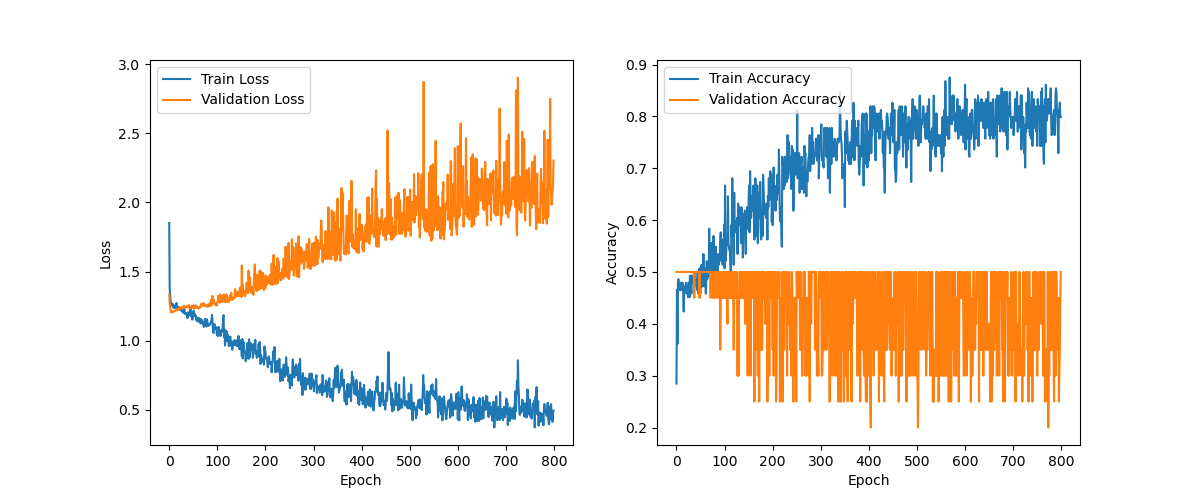 3.0
2.5
2.0
1.5
1.0
0.5
Loss
Train Loss
Validation Loss
0 100 200 300 400 500 600 700 800
Epoch
0.9
0.8
0.7
0.6
0.5
0.4
0.3
0.2
Accuracy
Train Accuracy
Validation Accuracy
0 100 200 300 400 500 600 700 800
Epoch